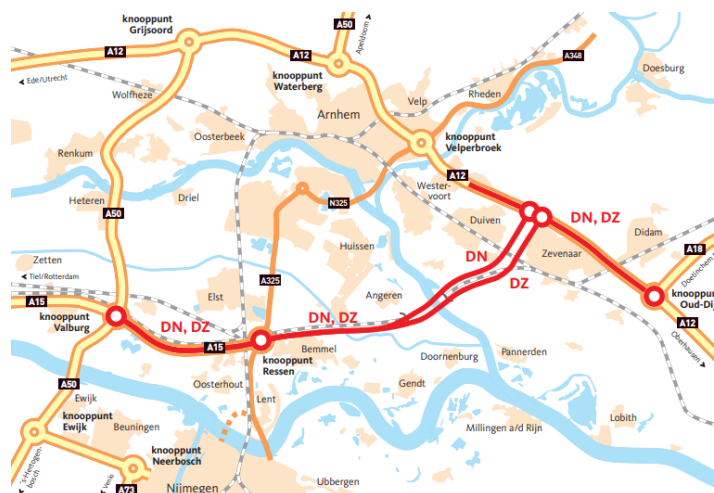 knooppunt
Grijsoord
A50
Apeldoorn
A12
A12
A348
Ede/Utrecht
knooppunt
Waterberg
Doesburg
Wolfheze
Velp
Rheden
Arnhem
Oosterbeek
knooppunt
Velperbroek
Renkum
A12
Wester-
voort
Heteren
Driel
N325
A50
Duiven
DN, DZ
Didam
Huissen
A18
Zetten
DN
Zevenaar
Doetinchem
Tiel/Rotterdam
A325
DZ
A15
Elst
Angeren
knooppunt
Oud-Dij
knooppunt
Valburg
DN, DZ
DN, DZ
A12
A15
Bemmel
Oberhausen
knooppunt
Ressen
Doornenburg
Pannerden
A50
Oosterhout
Gendt
Ewijk
Lent
knooppunt
Ewijk
Beuningen
Millingen a/d Rijn
Lobith
knooppunt
Neerbosch
's-Hertogen-
bosch
Venlo
A73
Nijmegen
Ubbergen